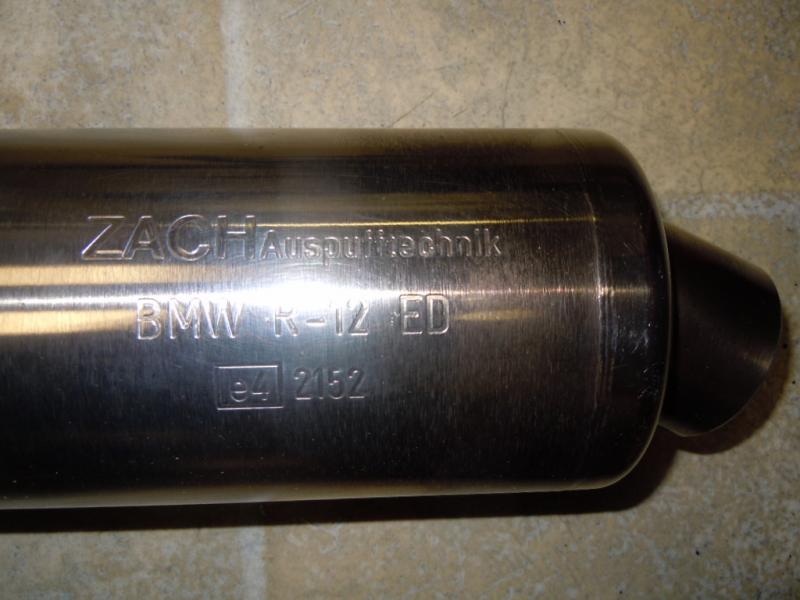 ZACH Auspufftechnik
BMW R-12 ED
e4 2152